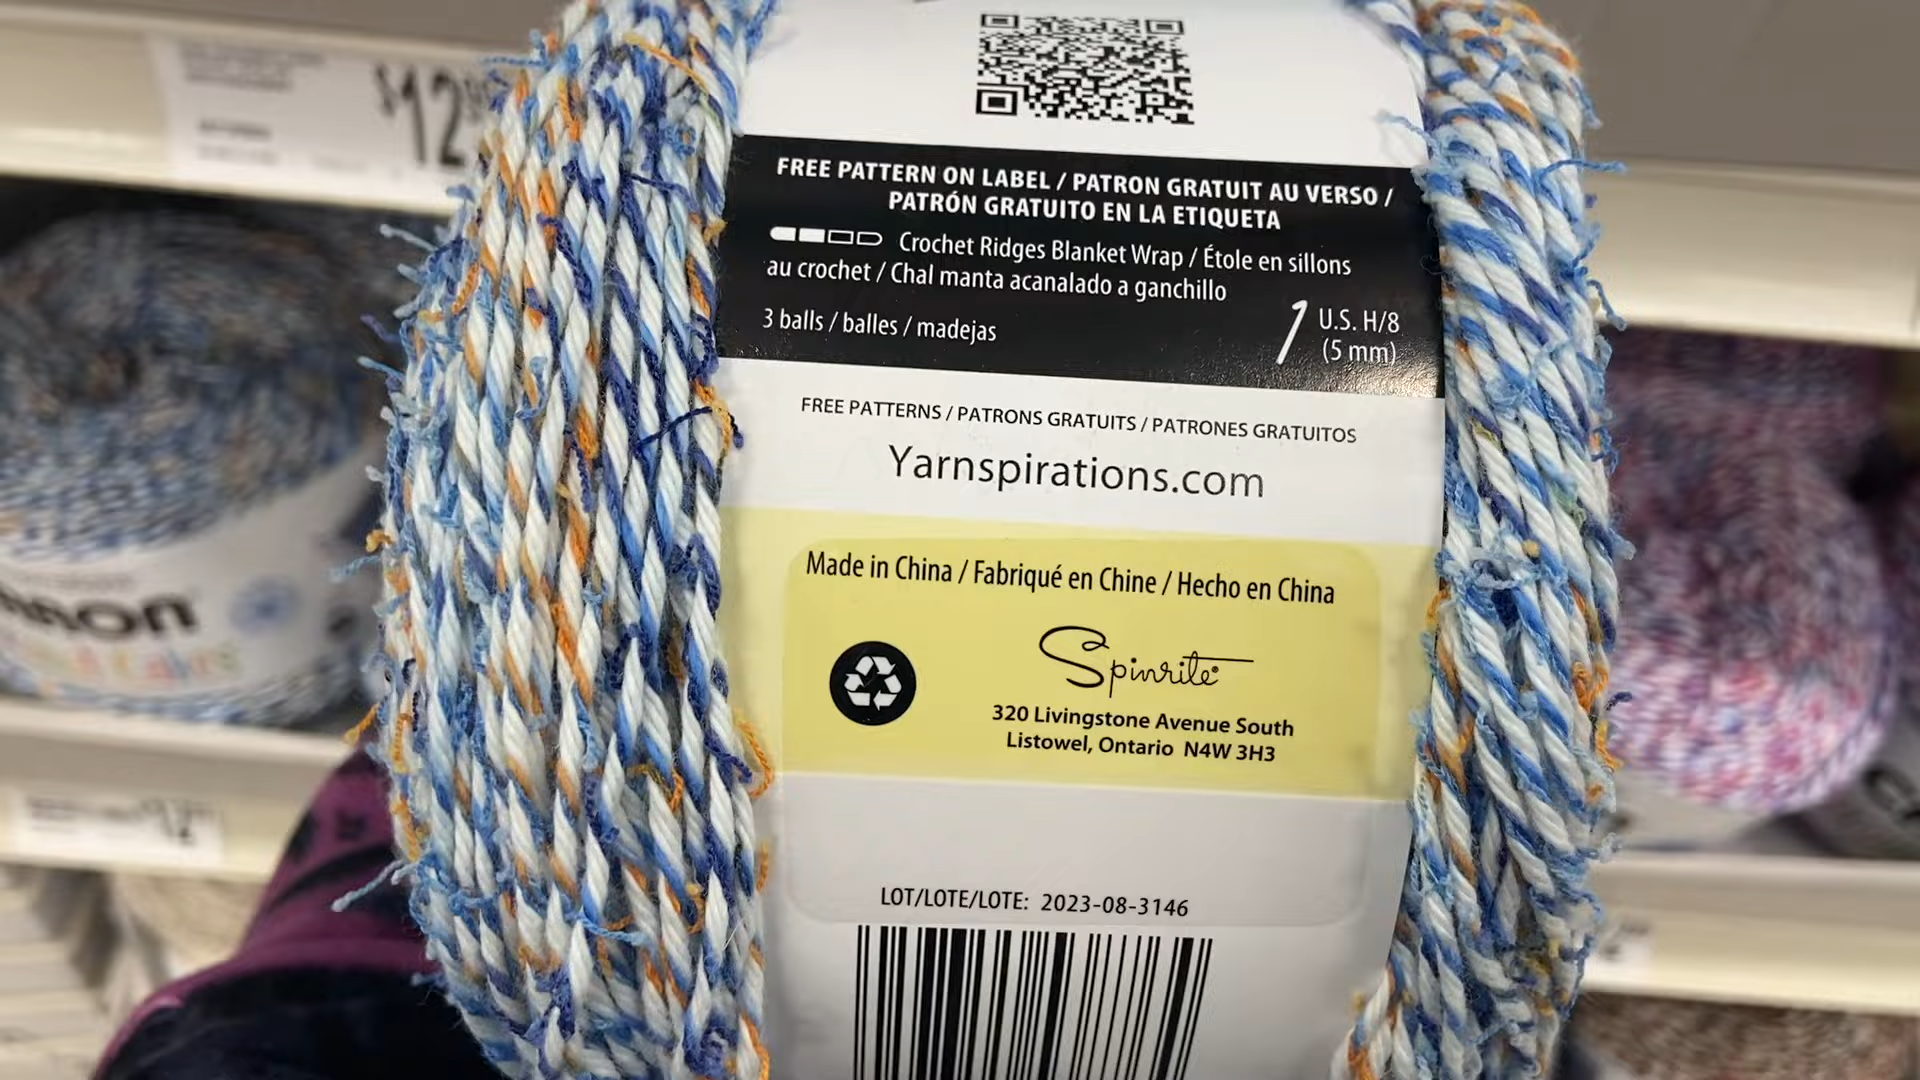 $12
FREE PATTERN ON LABEL / PATRON GRATUIT AU VERSO /
PATRÓN GRATUITO EN LA ETIQUETA
Crochet Ridges Blanket Wrap / Étole en sillons
au crochet / Chal manta acanalado a ganchillo
3 balls / balles / madejas
U.S. H/8
(5 mm)
FREE PATTERNS / PATRONS GRATUITS / PATRONES GRATUITOS
Yarnspirations.com
Made in China / Fabriqué en Chine / Hecho en China
Spinrite®
320 Livingstone Avenue South
Listowel, Ontario N4W 3H3
LOT/LOTE/LOTE: 2023-08-3146